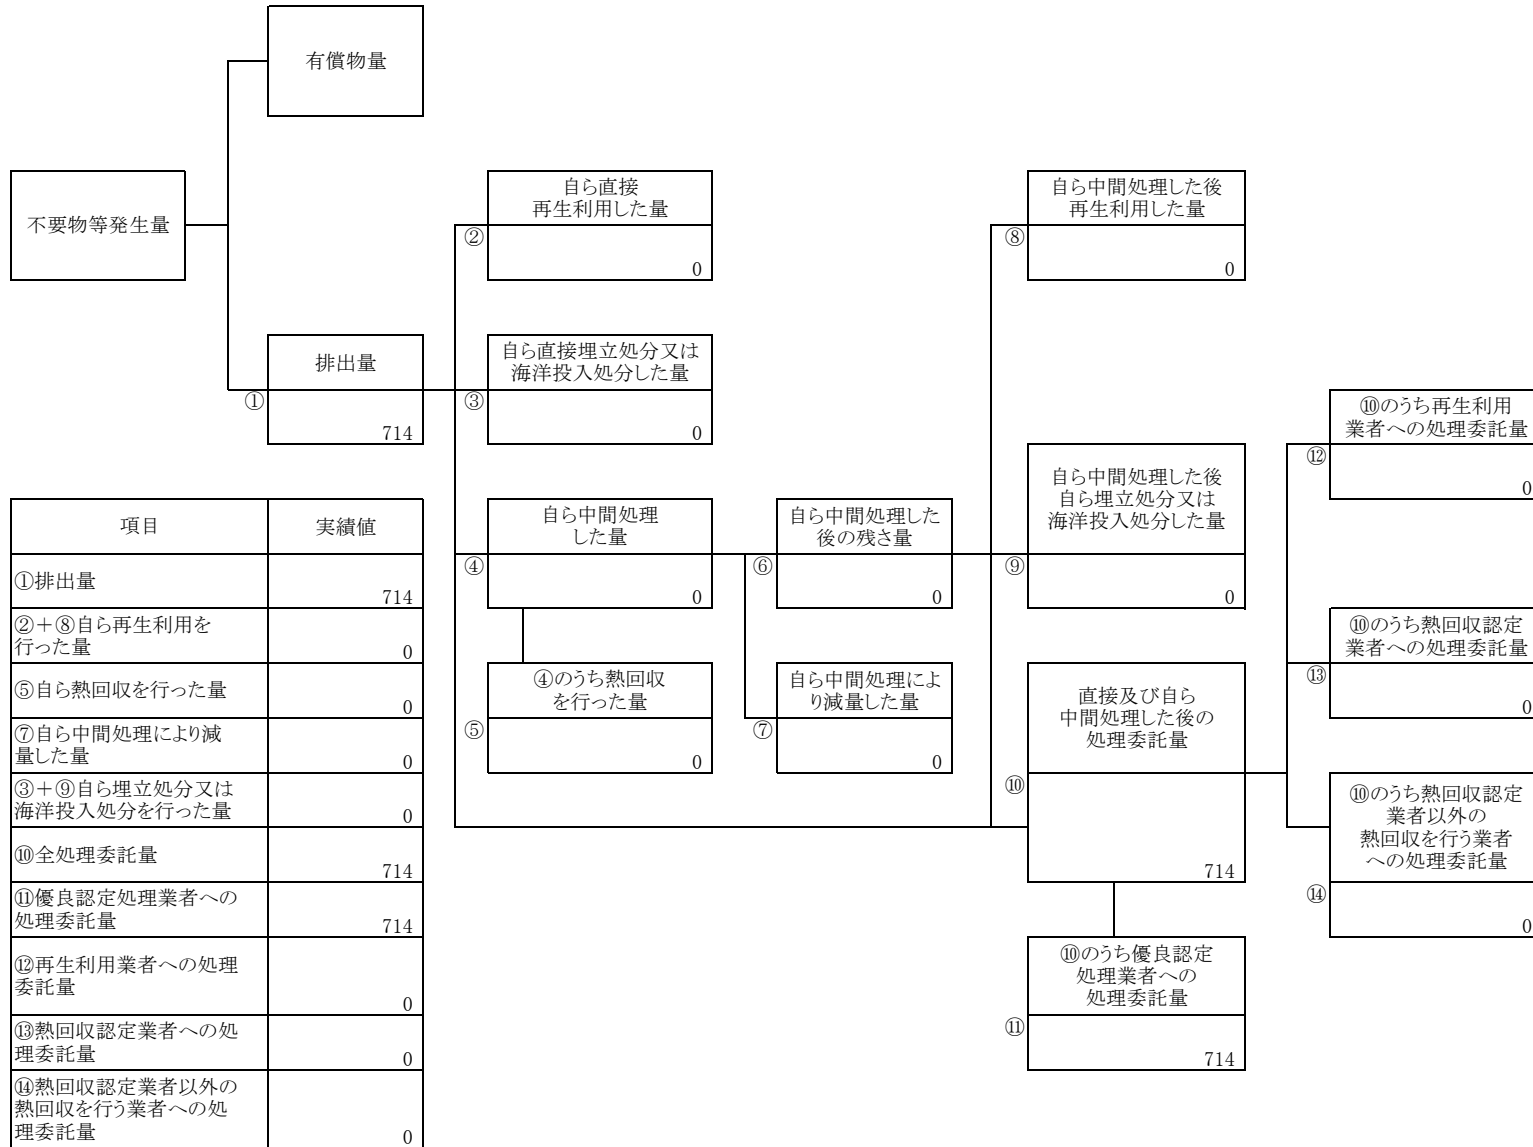 有償物量
不要物等発生量
自ら直接
再生利用した量
②
0
自ら中間処理した後
再生利用した量
⑧
0
排出量
①
714
自ら直接埋立処分又は
海洋投入処分した量
③
0
⑩のうち再生利用
業者への処理委託量
⑫
0
自ら中間処理した後
自ら埋立処分又は
海洋投入処分した量
⑨
0
自ら中間処理
した量
④
0
自ら中間処理した
後の残さ量
⑥
0
⑩のうち熱回収認定
業者への処理委託量
⑬
0
④のうち熱回収
を行った量
⑤
0
自ら中間処理によ
り減量した量
⑦
0
直接及び自ら
中間処理した後の
処理委託量
⑩
714
⑩のうち熱回収認定
業者以外の
熱回収を行う業者
への処理委託量
⑭
0
⑩のうち優良認定
処理業者への
処理委託量
⑪
714
項目 実績値
①排出量
714
②＋⑧自ら再生利用を
行った量 0
⑤自ら熱回収を行った量
0
⑦自ら中間処理により減
量した量 0
③＋⑨自ら埋立処分又は
海洋投入処分を行った量 0
⑩全処理委託量
714
⑪優良認定処理業者への
処理委託量 714
⑫再生利用業者への処理
委託量
0
⑬熱回収認定業者への処
理委託量 0
⑭熱回収認定業者以外の
熱回収を行う業者への処
理委託量 0